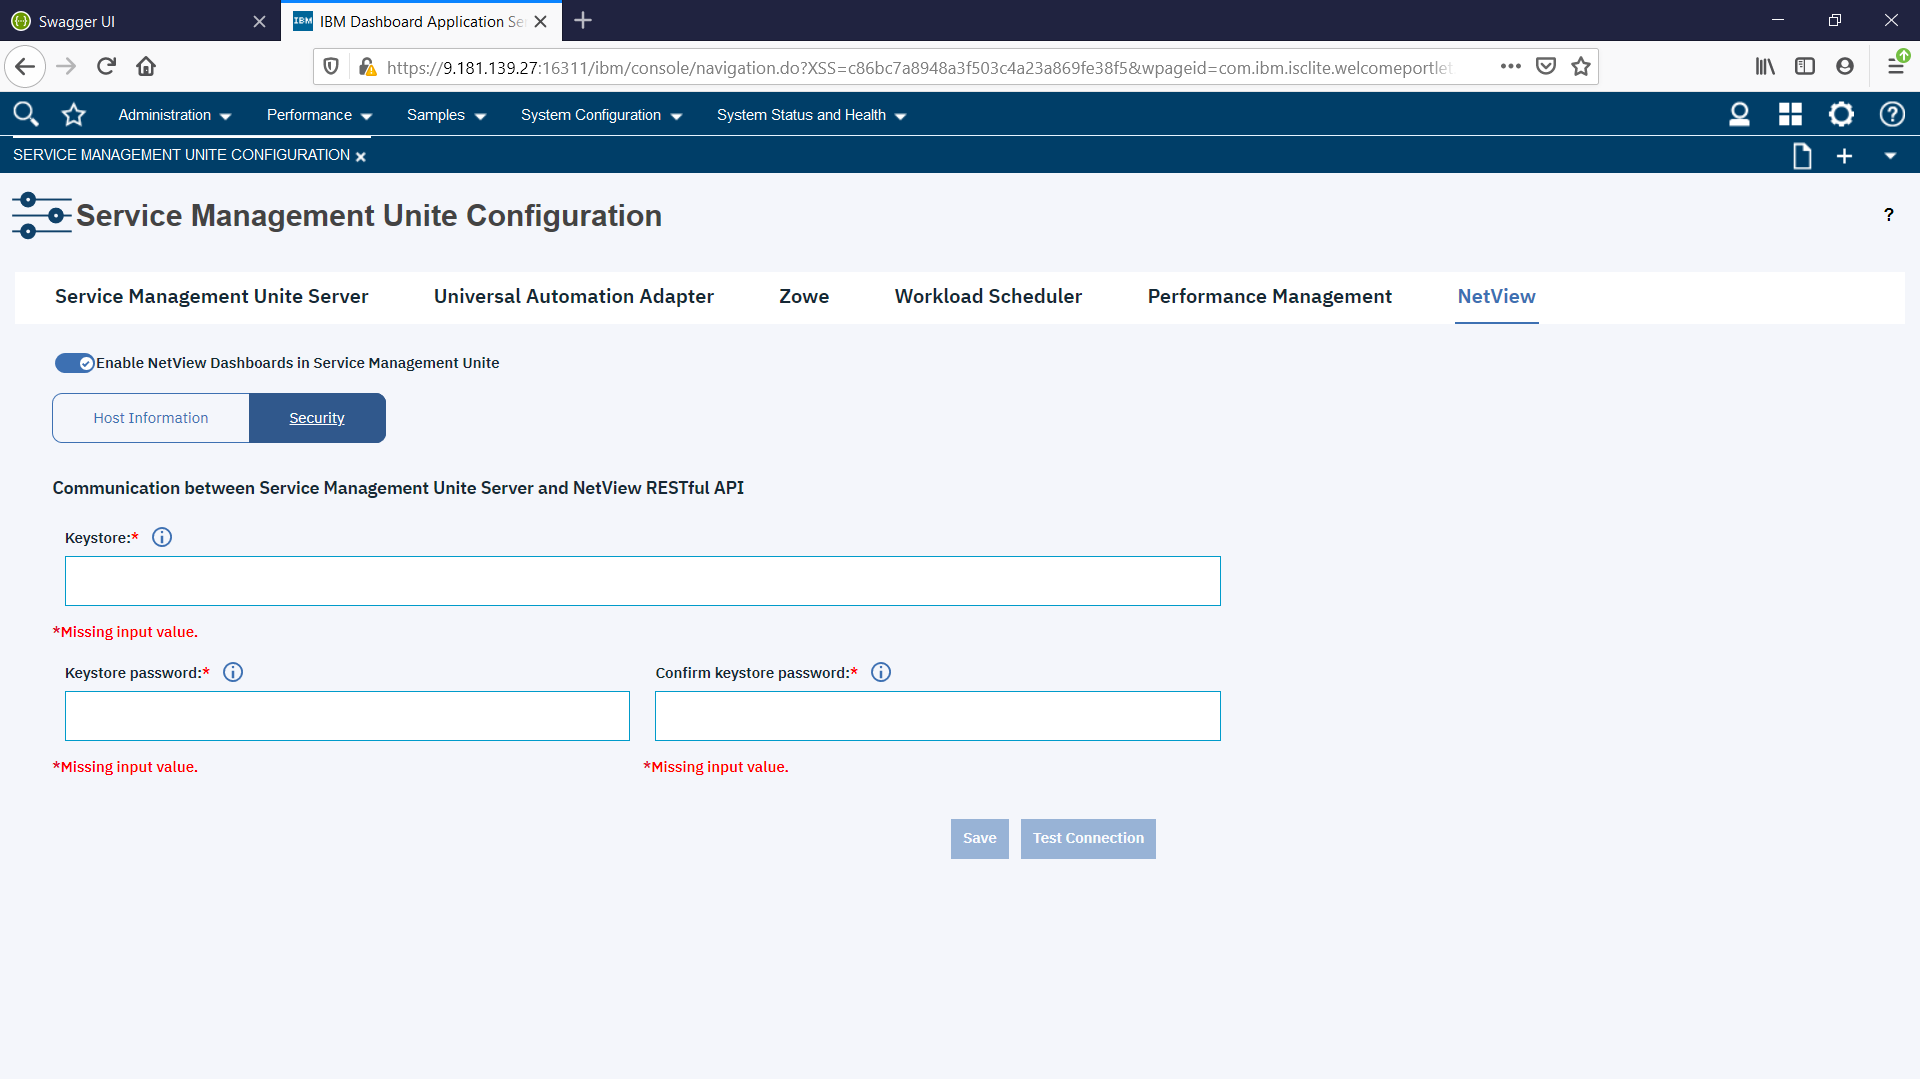 Swagger UI
IBM IBM Dashboard Application Se
https://9.181.139.27:16311/ibm/console/navigation.do?XSS=c86bc7a8948a3f503c4a23a869fe38f5&wpageid=com.ibm.isclite.welcomeportlet
Administration Performance Samples System Configuration System Status and Health
SERVICE MANAGEMENT UNITE CONFIGURATION
Service Management Unite Configuration ?
Service Management Unite Server Universal Automation Adapter Zowe Workload Scheduler Performance Management NetView
Enable NetView Dashboards in Service Management Unite
Host Information Security
Communication between Service Management Unite Server and NetView RESTful API
Keystore:*
*Missing input value.
Keystore password:* Confirm keystore password:*
*Missing input value. *Missing input value.
Save Test Connection